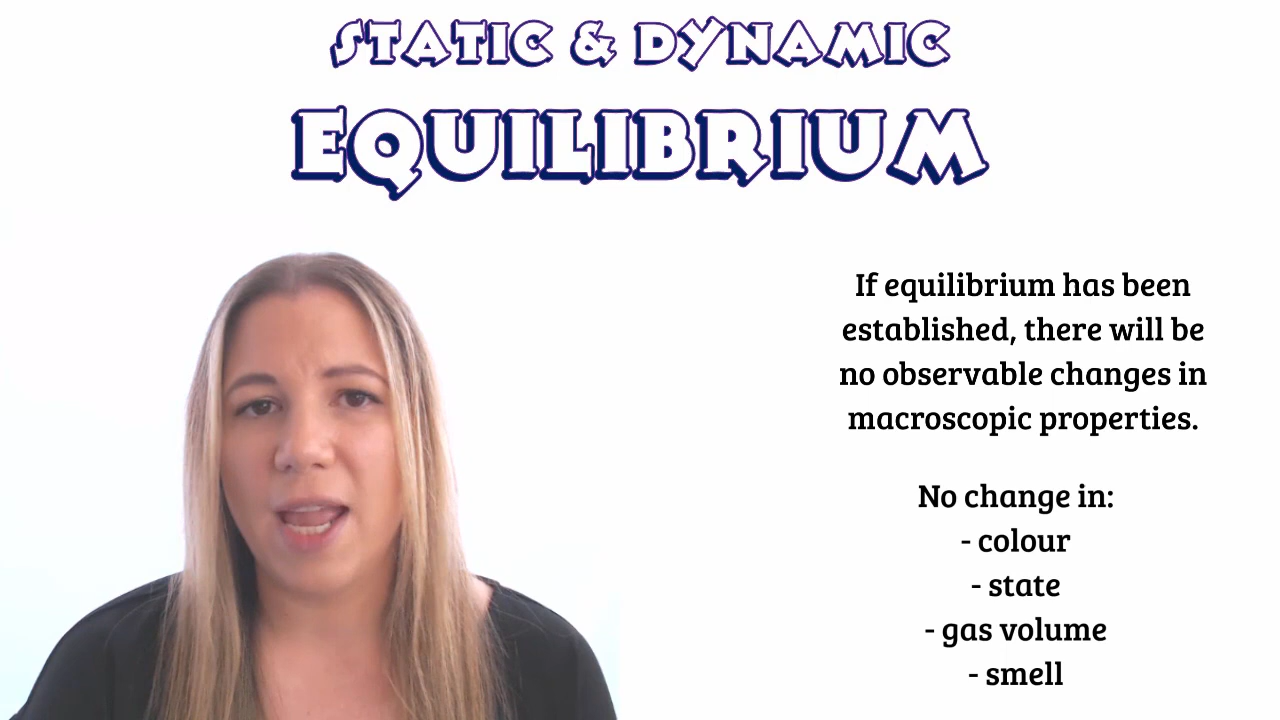 STATIC & DYNAMIC
EQUILIBRIUM
If equilibrium has been
established, there will be
no observable changes in
macroscopic properties.
No change in:
- colour
- state
- gas volume
- smell